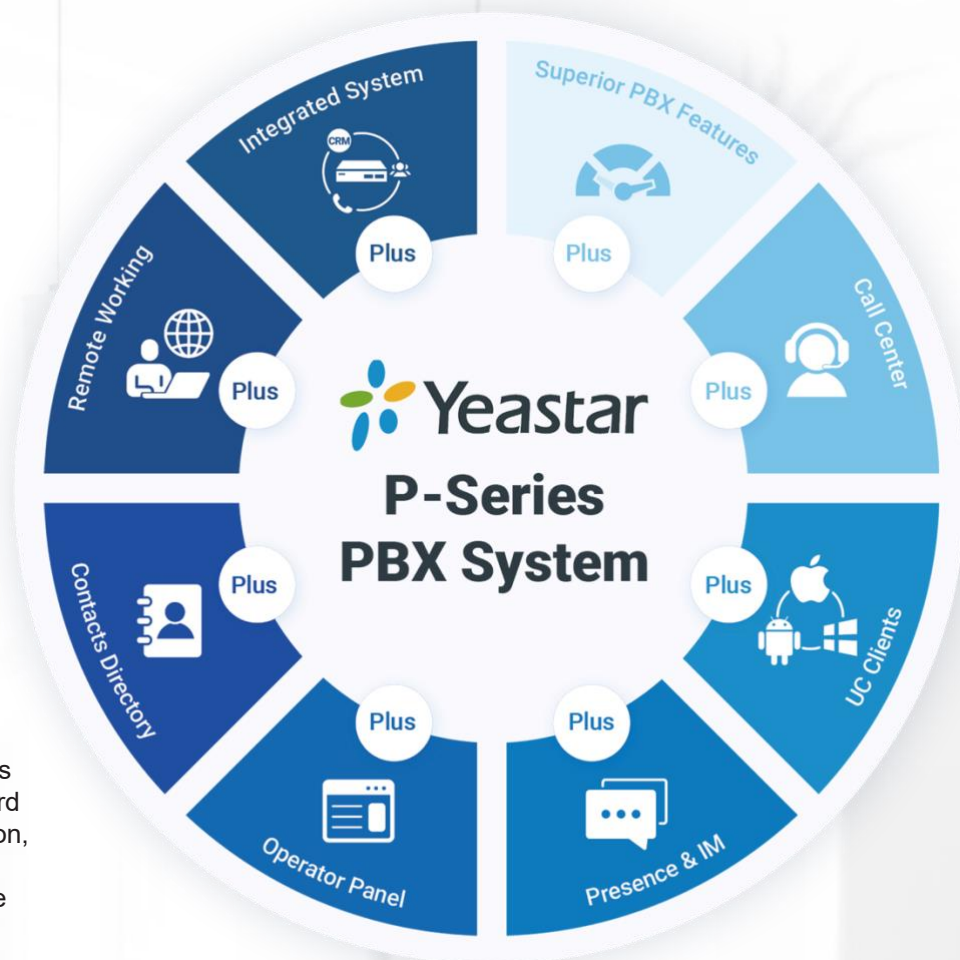 Integrated System
CRM
Plus
Superior PBX Features
Plus
Call Center
Plus
UC Clients
Plus
Presence & IM
Plus
Operator Panel
Plus
Contacts Directory
Plus
Remote Working
Plus
Yeastar
P-Series
PBX System